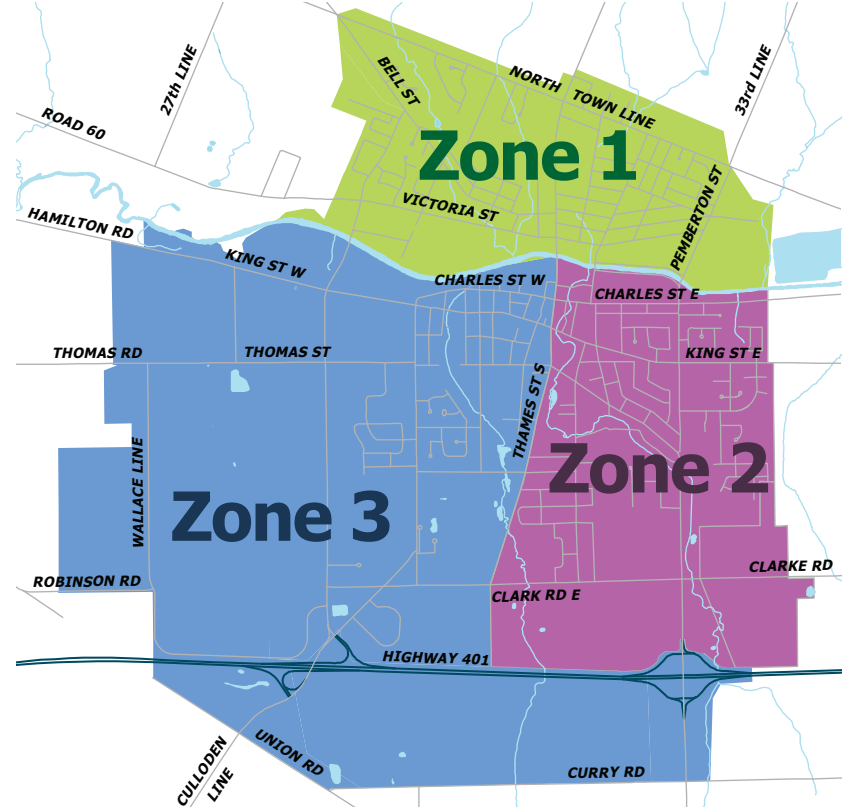 BELL ST
NORTH TOWN LINE
27th LINE
33rd LINE
ROAD 60
Zone 1
PEMBERTON ST
VICTORIA ST
HAMILTON RD
KING ST W
CHARLES ST W
CHARLES ST E
THOMAS RD
THOMAS ST
KING ST E
THAMES ST S
WALLACE LINE
Zone 2
Zone 3
ROBINSON RD
CLARKE RD
CLARK RD E
HIGHWAY 401
UNION RD
CULLODEN
LINE
CURRY RD